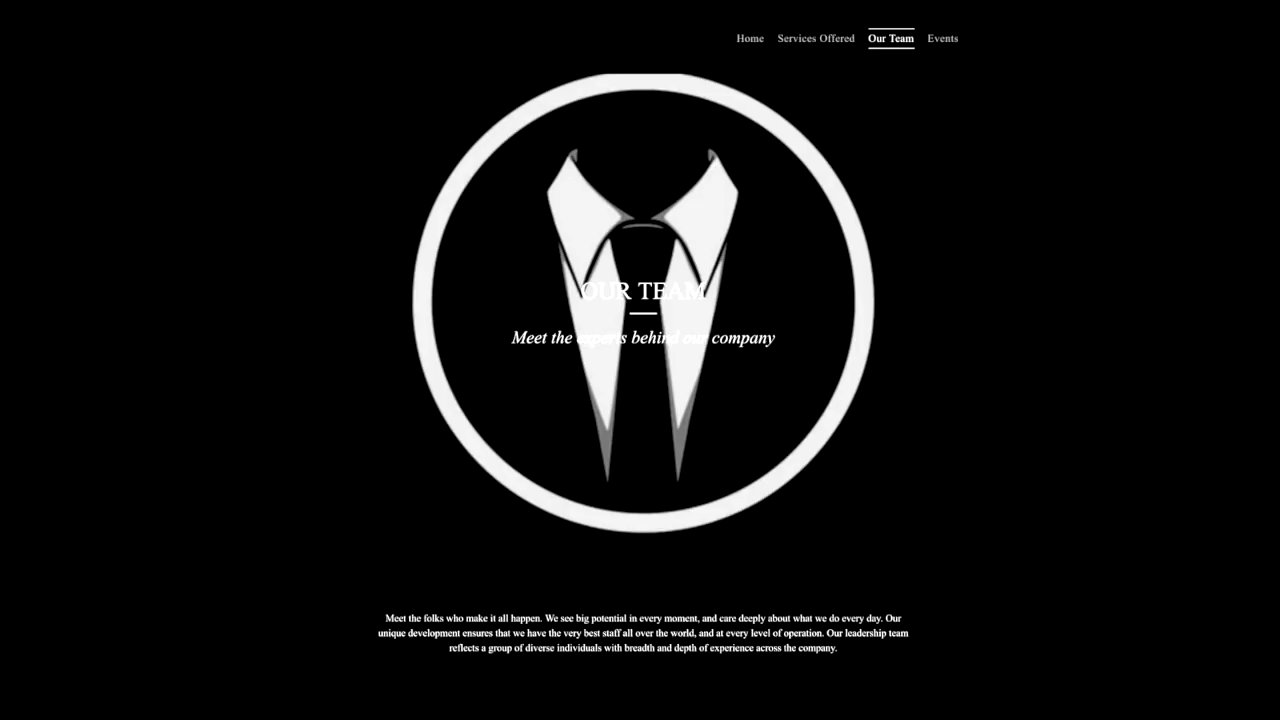 Home Services Offered Our Team Events
OUR TEAM
Meet the experts behind our company
Meet the folks who make it all happen. We see big potential in every moment, and care deeply about what we do every day. Our
unique development ensures that we have the very best staff all over the world, and at every level of operation. Our leadership team
reflects a group of diverse individuals with breadth and depth of experience across the company.